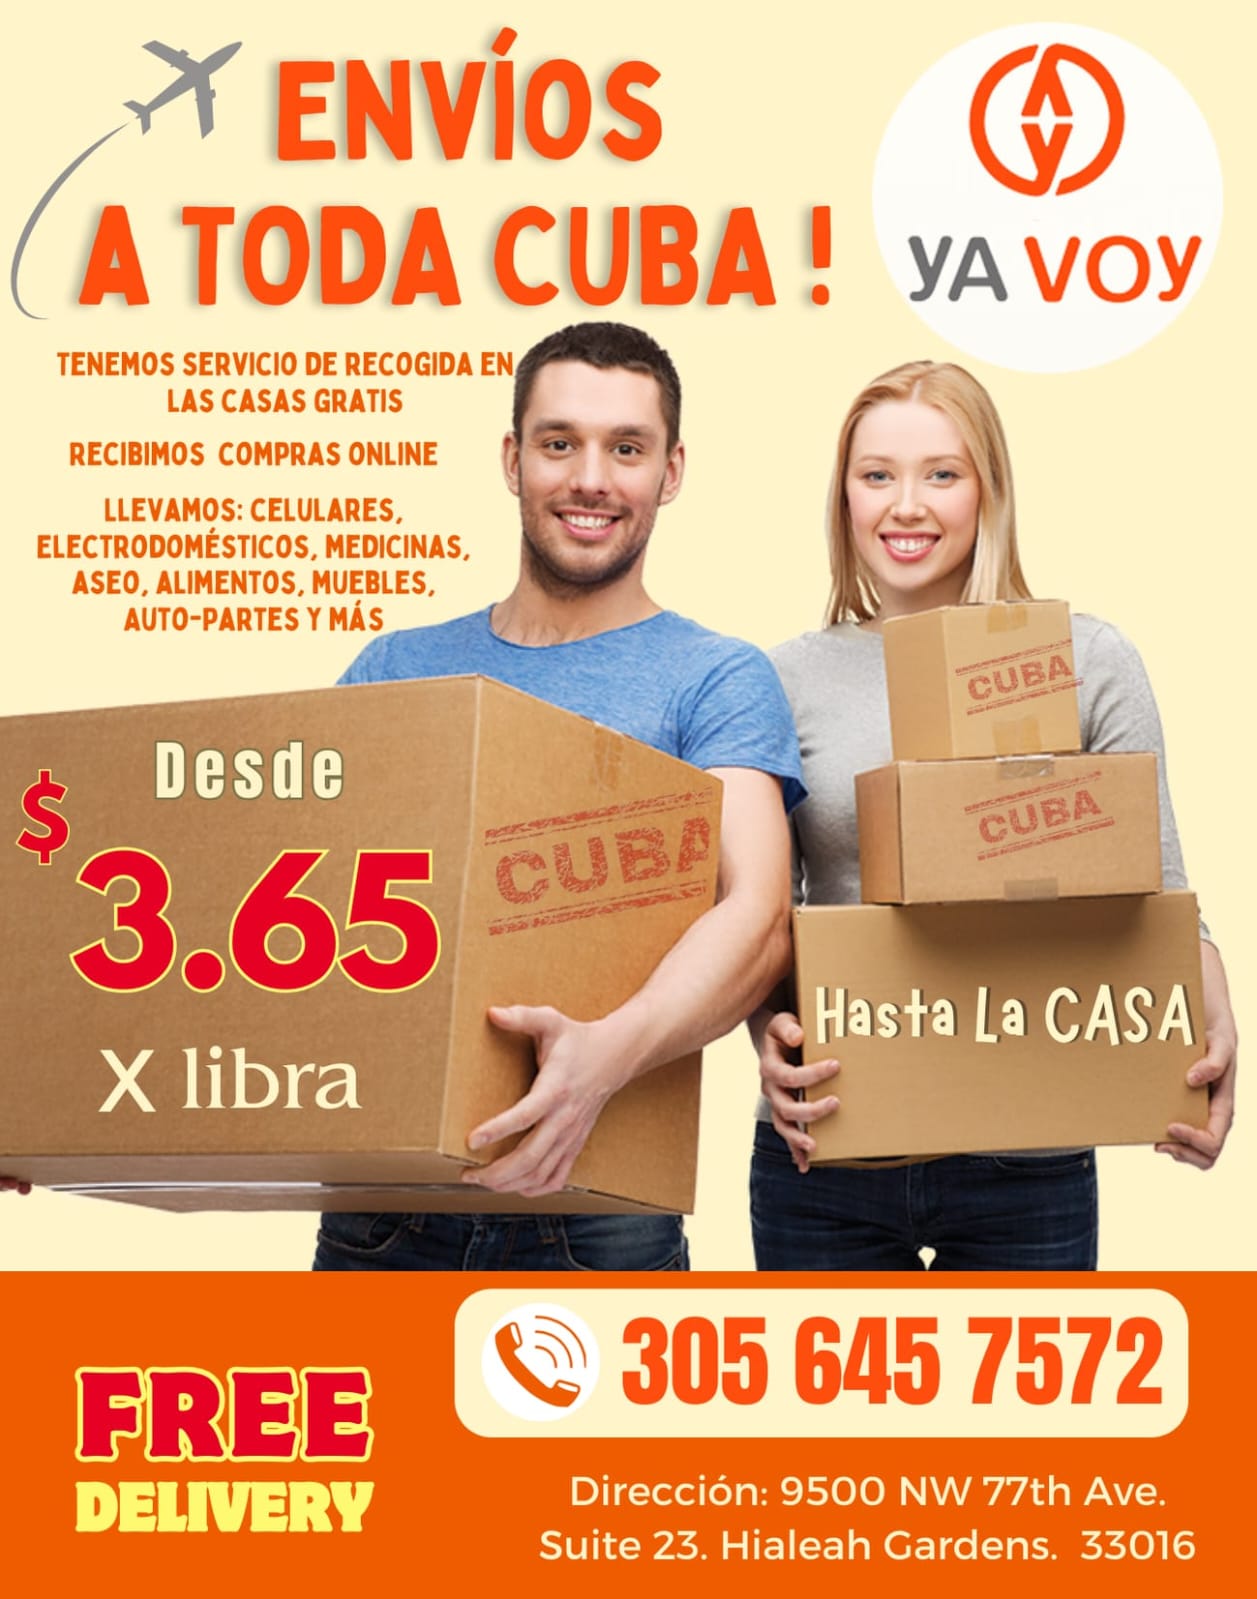 ENVÍOS
A TODA CUBA !
YA VOY
TENEMOS SERVICIO DE RECOGIDA EN
LAS CASAS GRATIS
RECIBIMOS COMPRAS ONLINE
LLEVAMOS: CELULARES,
ELECTRODOMÉSTICOS, MEDICINAS,
ASEO, ALIMENTOS, MUEBLES,
AUTO-PARTES Y MÁS
Desde
$3.65
X libra
CUBA
CUBA
CUBA
Hasta La CASA
FREE
DELIVERY
305 645 7572
Dirección: 9500 NW 77th Ave.
Suite 23. Hialeah Gardens. 33016